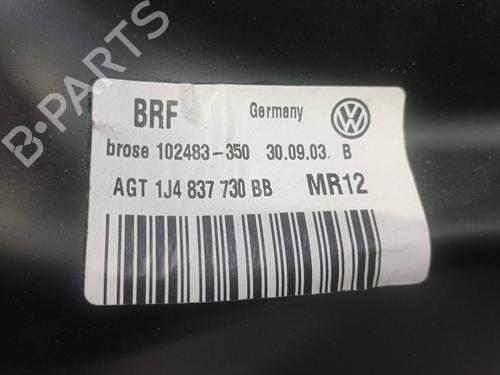 B-PARTS
BRF Germany
brose 102483-350 30.09.03. B
AGT 1J4 837 730 BB MR12